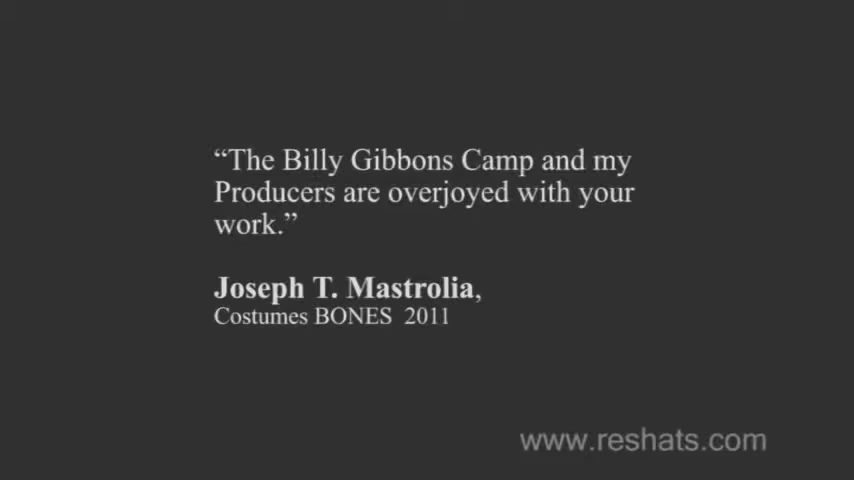 “The Billy Gibbons Camp and my
Producers are overjoyed with your
work.”
Joseph T. Mastrolia,
Costumes BONES 2011
www.reshats.com